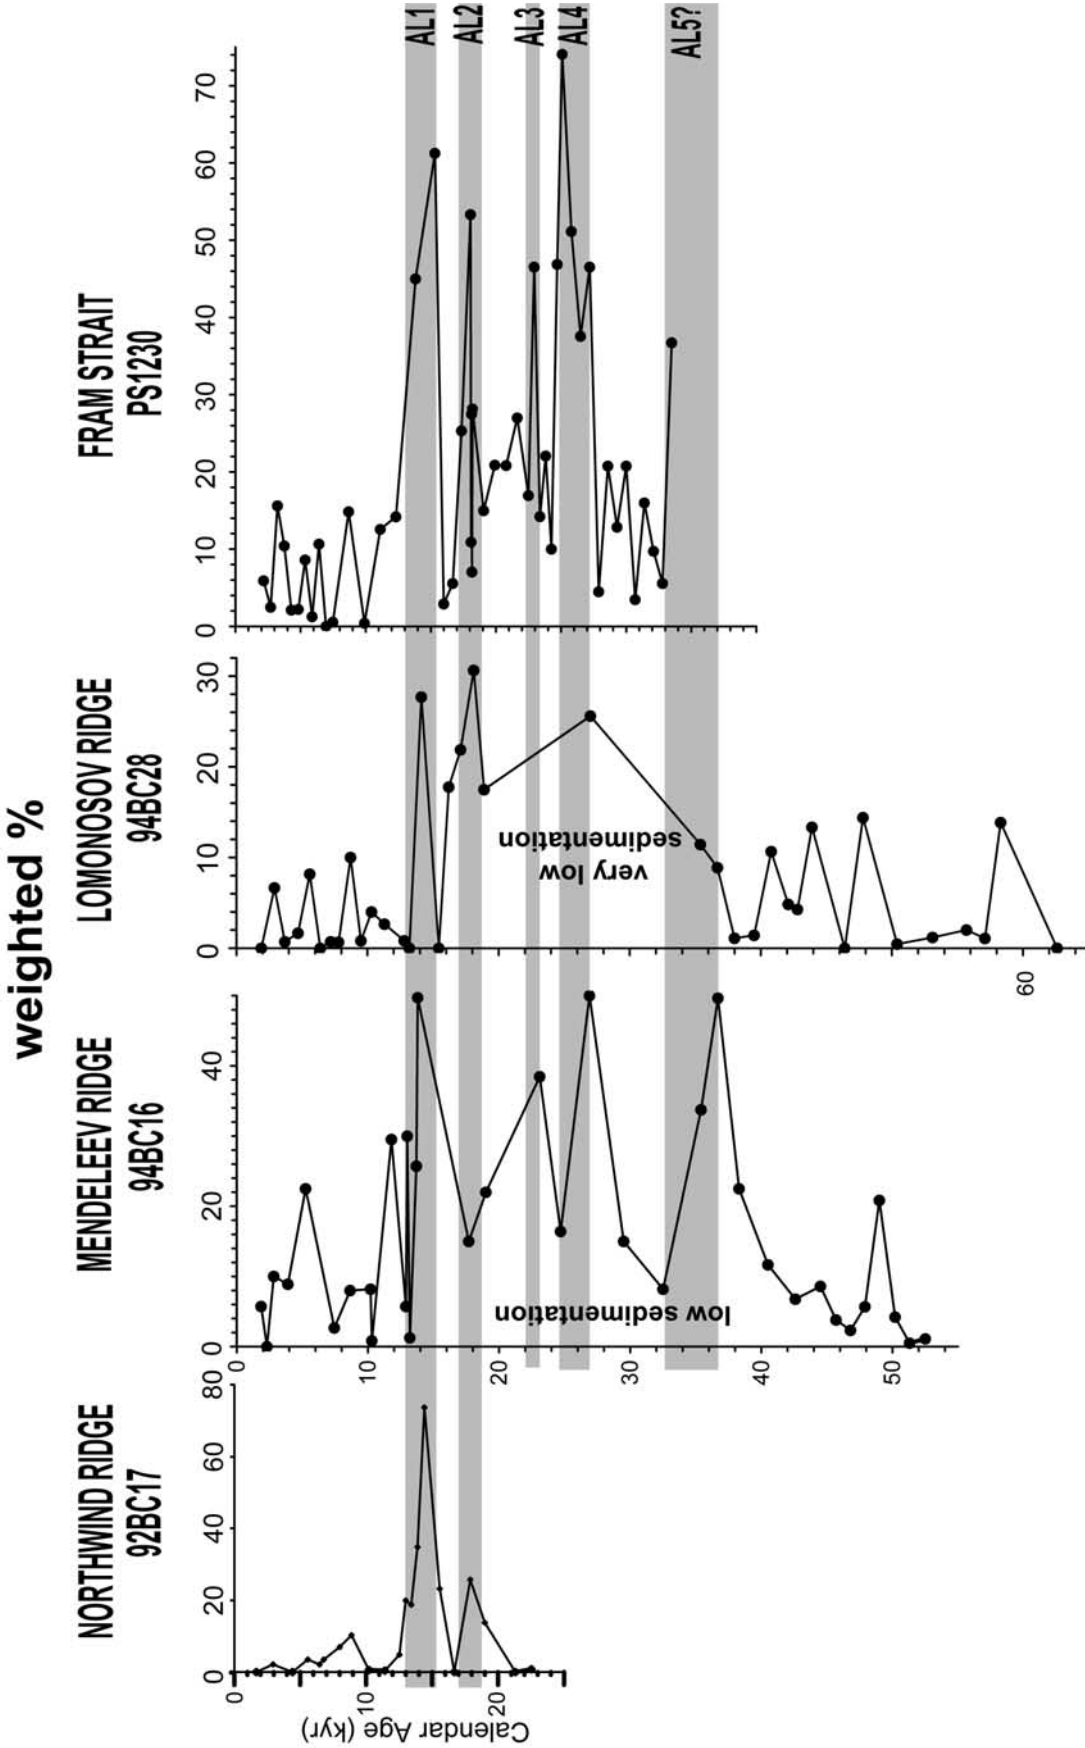 weighted %
NORTHWIND RIDGE
92BC17
0 20 40 60 80
MENDELEEV RIDGE
94BC16
0 20 40
LOMONOSOV RIDGE
94BC28
0 10 20 30
FRAM STRAIT
PS1230
0 10 20 30 40 50 60 70
Calendar Age (kyr)
0
10
20
0
10
20
30
40
50
60
low sedimentation
very low
sedimentation
AL1
AL2
AL3
AL4
AL5?